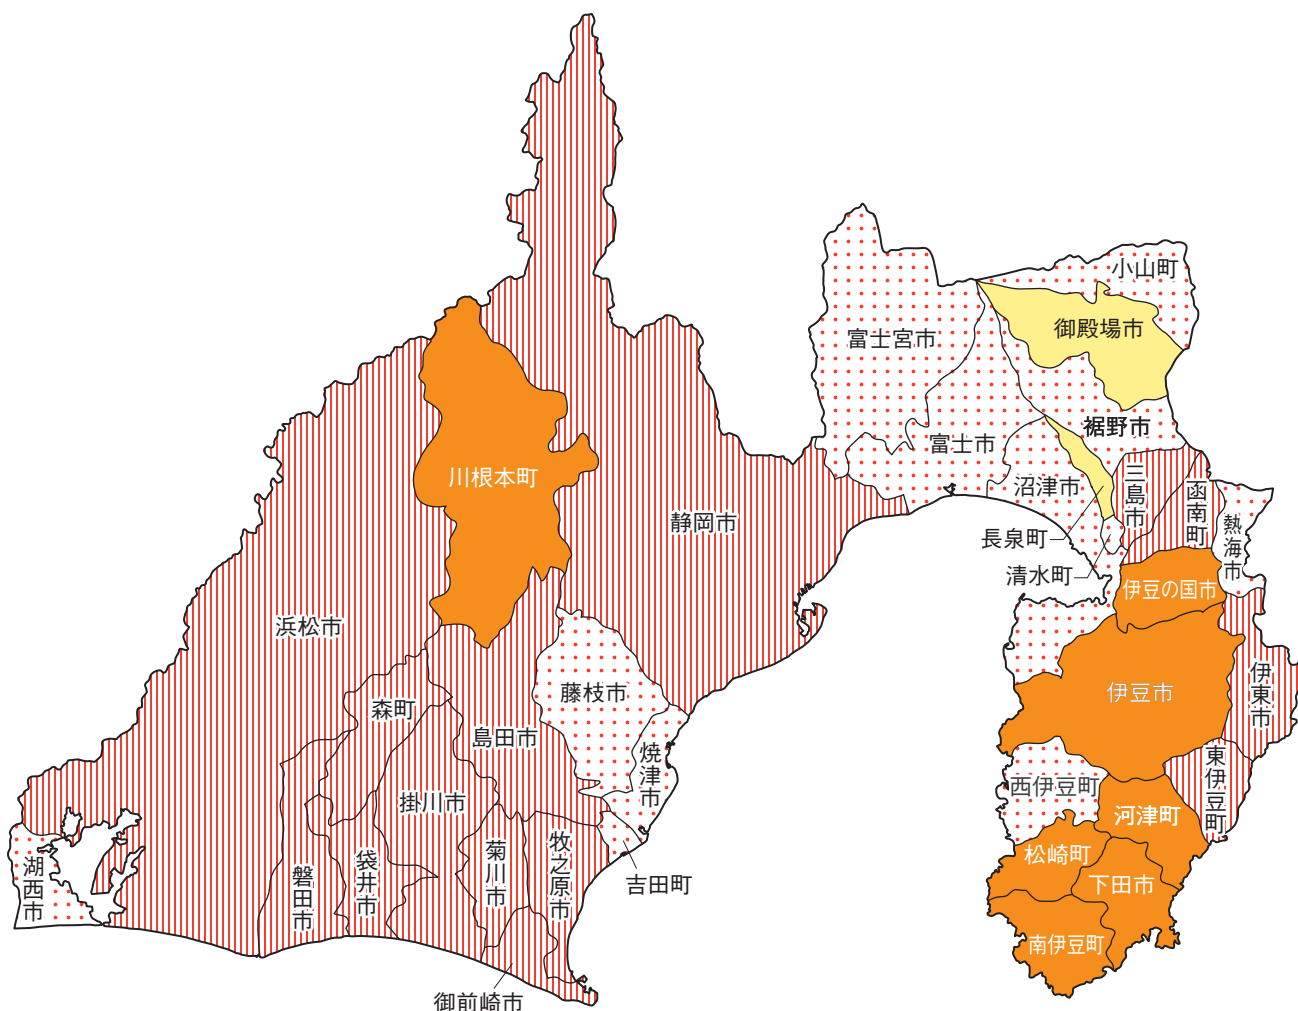 小山町
御殿場市
富士宮市
裾野市
富士市
三島市
川根本町
沼津市
函南町
静岡市
熱海市
長泉町
清水町
伊豆の国市
浜松市
藤枝市
伊豆市
伊東市
森町
島田市
焼津市
東伊豆町
西伊豆町
掛川市
河津町
菊川市
牧之原市
松崎町
袋井市
湖西市
磐田市
吉田町
下田市
南伊豆町
御前崎市